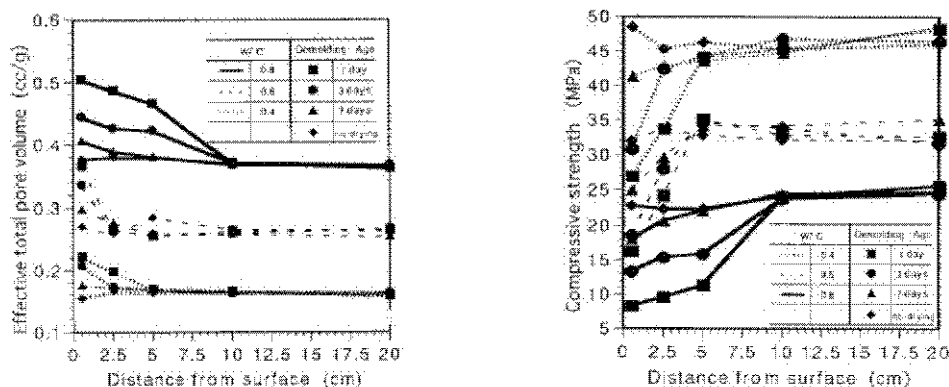 Effective total pore volume (cc/g)
0.6
0.5
0.4
0.3
0.2
0.1
0 2.5 5 7.5 10 12.5 15 17.5 20
Distance from surface (cm)
W/C Demolding Age
0.8 1 day
0.6 3 days
0.4 7 days
no drying
Compressive strength (MPa)
50
45
40
35
30
25
20
15
10
5
0 2.5 5 7.5 10 12.5 15 17.5 20
Distance from surface (cm)
W/C Demolding Age
0.4 1 day
0.6 3 days
0.8 7 days
no drying